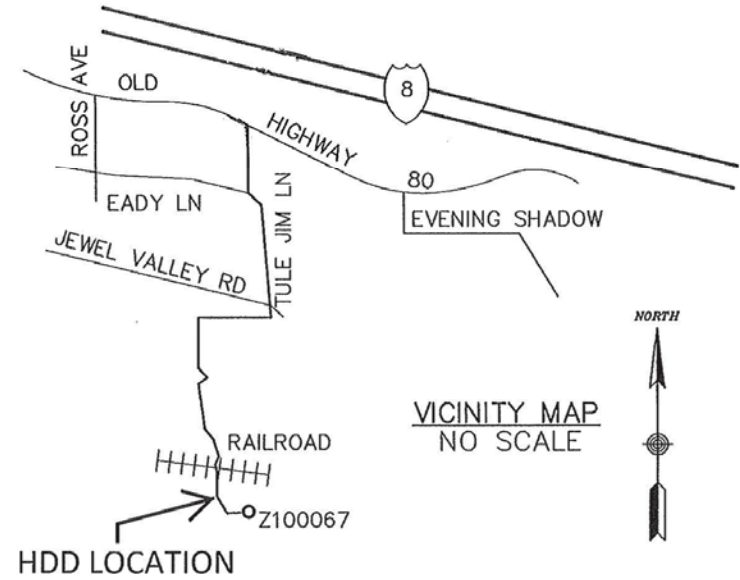 8
ROSS AVE
OLD
HIGHWAY
80
EADY LN
TULE JIM LN
EVENING SHADOW
JEWEL VALLEY RD
NORTH
VICINITY MAP
NO SCALE
RAILROAD
Z100067
HDD LOCATION